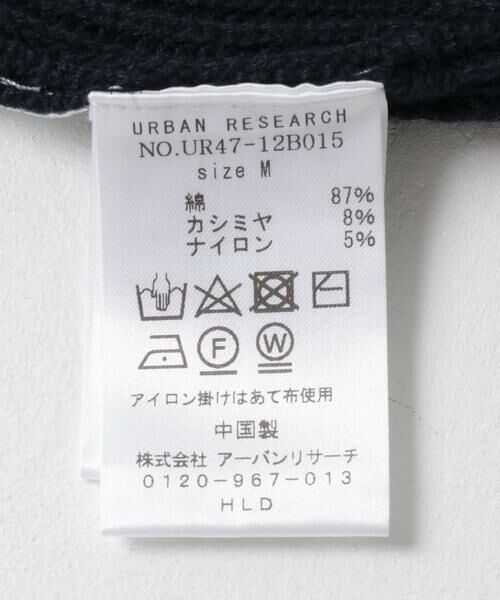 URBAN RESEARCH
NO.UR47-12B015
size M
綿 87%
カシミヤ 8%
ナイロン 5%
F W
アイロン掛けはあて布使用
中国製
株式会社 アーバンリサーチ
0120-967-013
HLD